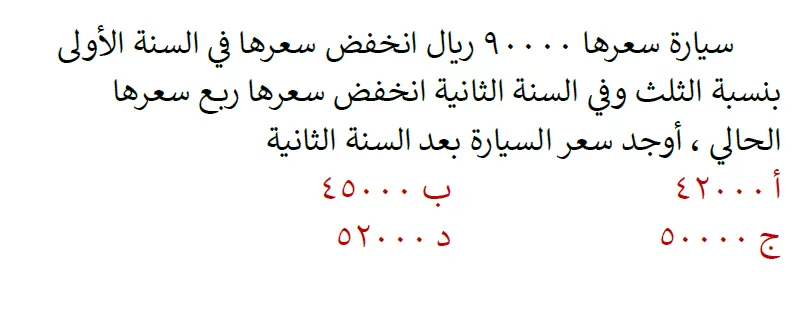 سيارة سعرها ٩٠٠٠٠ ريال انخفض سعرها في السنة الأولى
بنسبة الثلث وفي السنة الثانية انخفض سعرها ربع سعرها
الحالي ، أوجد سعر السيارة بعد السنة الثانية
أ ٤٢٠٠٠ ب ٤٥٠٠٠
ج ٥٠٠٠٠ د ٥٢٠٠٠